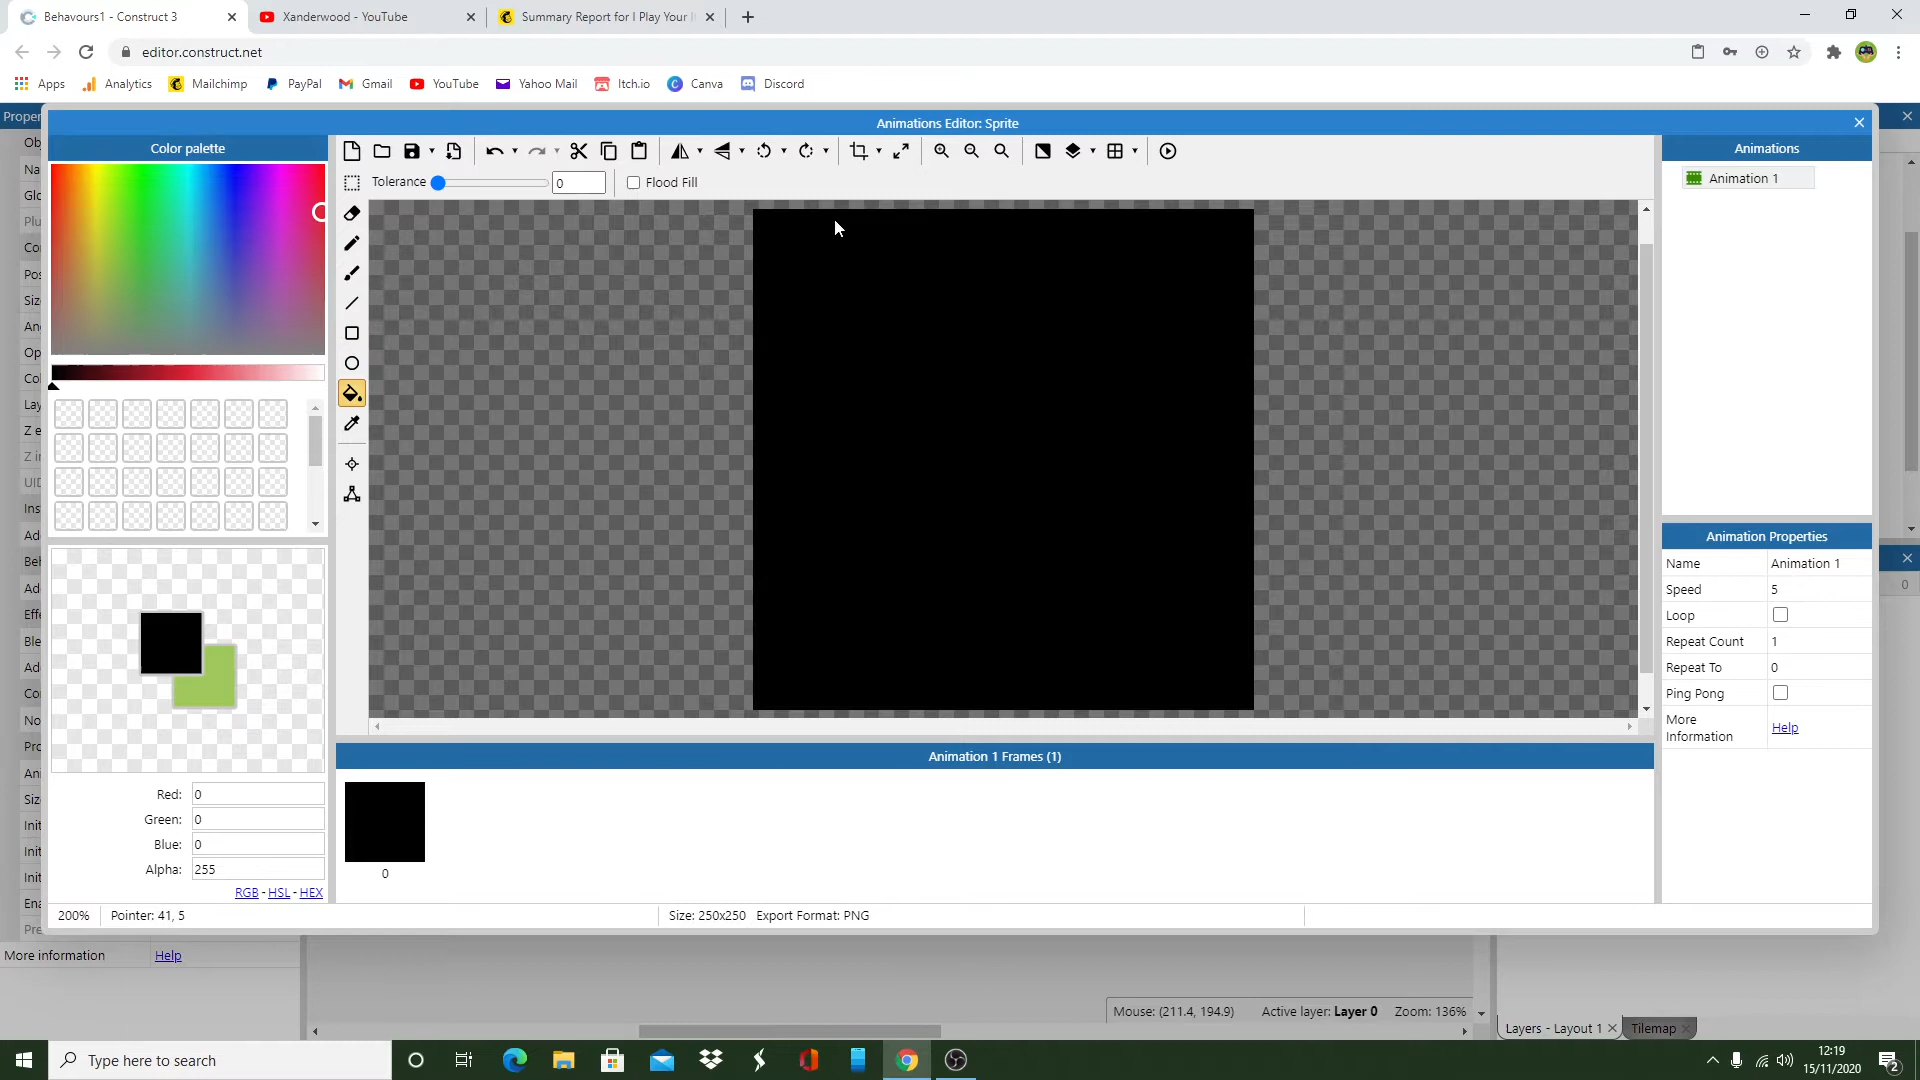 Behavours1 - Construct 3
Xanderwood - YouTube
Summary Report for I Play Your
editor.construct.net
Apps
Analytics
Mailchimp
PayPal
Gmail
YouTube
Yahoo Mail
Itch.io
Canva
Discord
Animations Editor: Sprite
Color palette
Tolerance
0
Flood Fill
Animations
Animation 1
Animation Properties
Name
Animation 1
Speed
5
Loop
Repeat Count
1
Repeat To
0
Ping Pong
More Information
Help
Animation 1 Frames (1)
0
Red:
0
Green:
0
Blue:
0
Alpha:
255
RGB - HSL - HEX
200%
Pointer: 41, 5
Size: 250x250
Export Format: PNG
More information
Help
Mouse: (211.4, 194.9)
Active layer: Layer 0
Zoom: 136%
Layers - Layout 1
Tilemap
Type here to search
12:19
15/11/2020
2